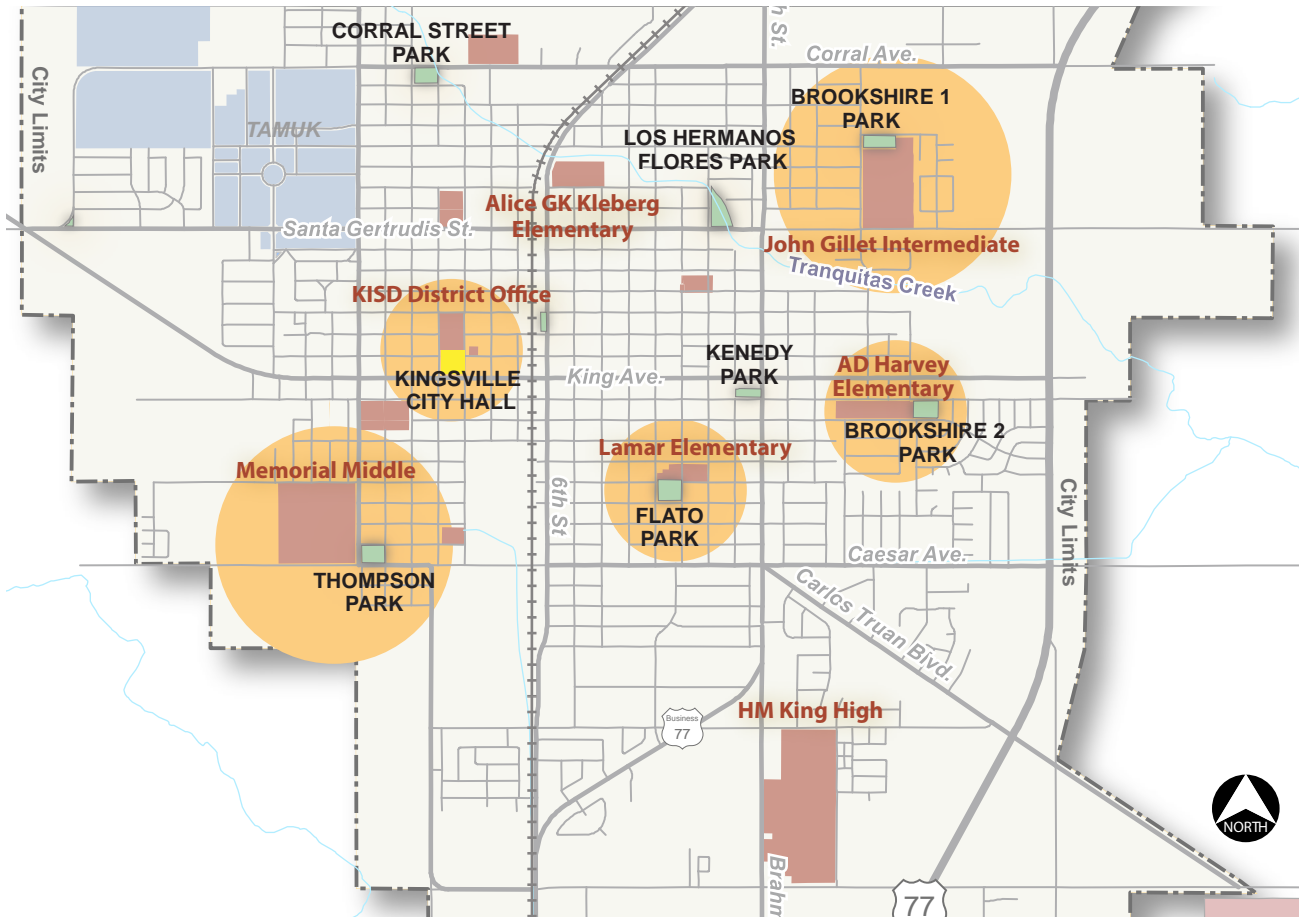 CORRAL STREET
PARK
Corral Ave.
City Limits
BROOKSHIRE 1
PARK
TAMUK
LOS HERMANOS
FLORES PARK
Alice GK Kleberg
Elementary
Santa Gertrudis St.
John Gillet Intermediate
Tranquitas Creek
KISD District Office
KENEDY
PARK
AD Harvey
Elementary
King Ave.
KINGSVILLE
CITY HALL
BROOKSHIRE 2
PARK
Lamar Elementary
Memorial Middle
6th St
FLATO
PARK
City Limits
Caesar Ave.
THOMPSON
PARK
Carlos Truan Blvd.
HM King High
Business
77
NORTH
77